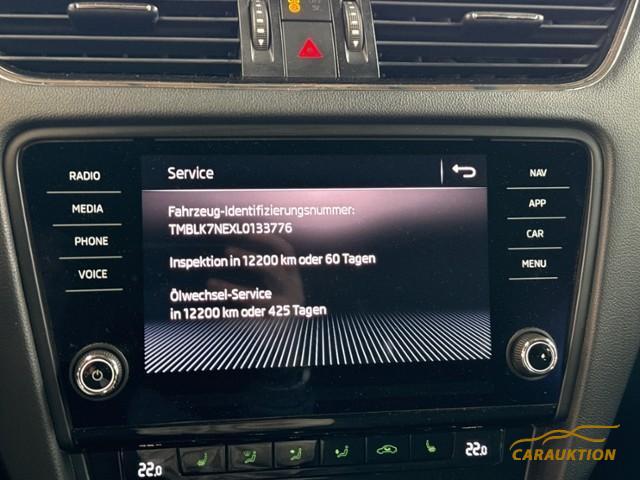 RADIO
MEDIA
PHONE
VOICE
Service
Fahrzeug-Identifizierungsnummer:
TMBLK7NEXL0133776
Inspektion in 12200 km oder 60 Tagen
Ölwechsel-Service
in 12200 km oder 425 Tagen
NAV
APP
CAR
MENU
22.0
22.0
CARAUKTION